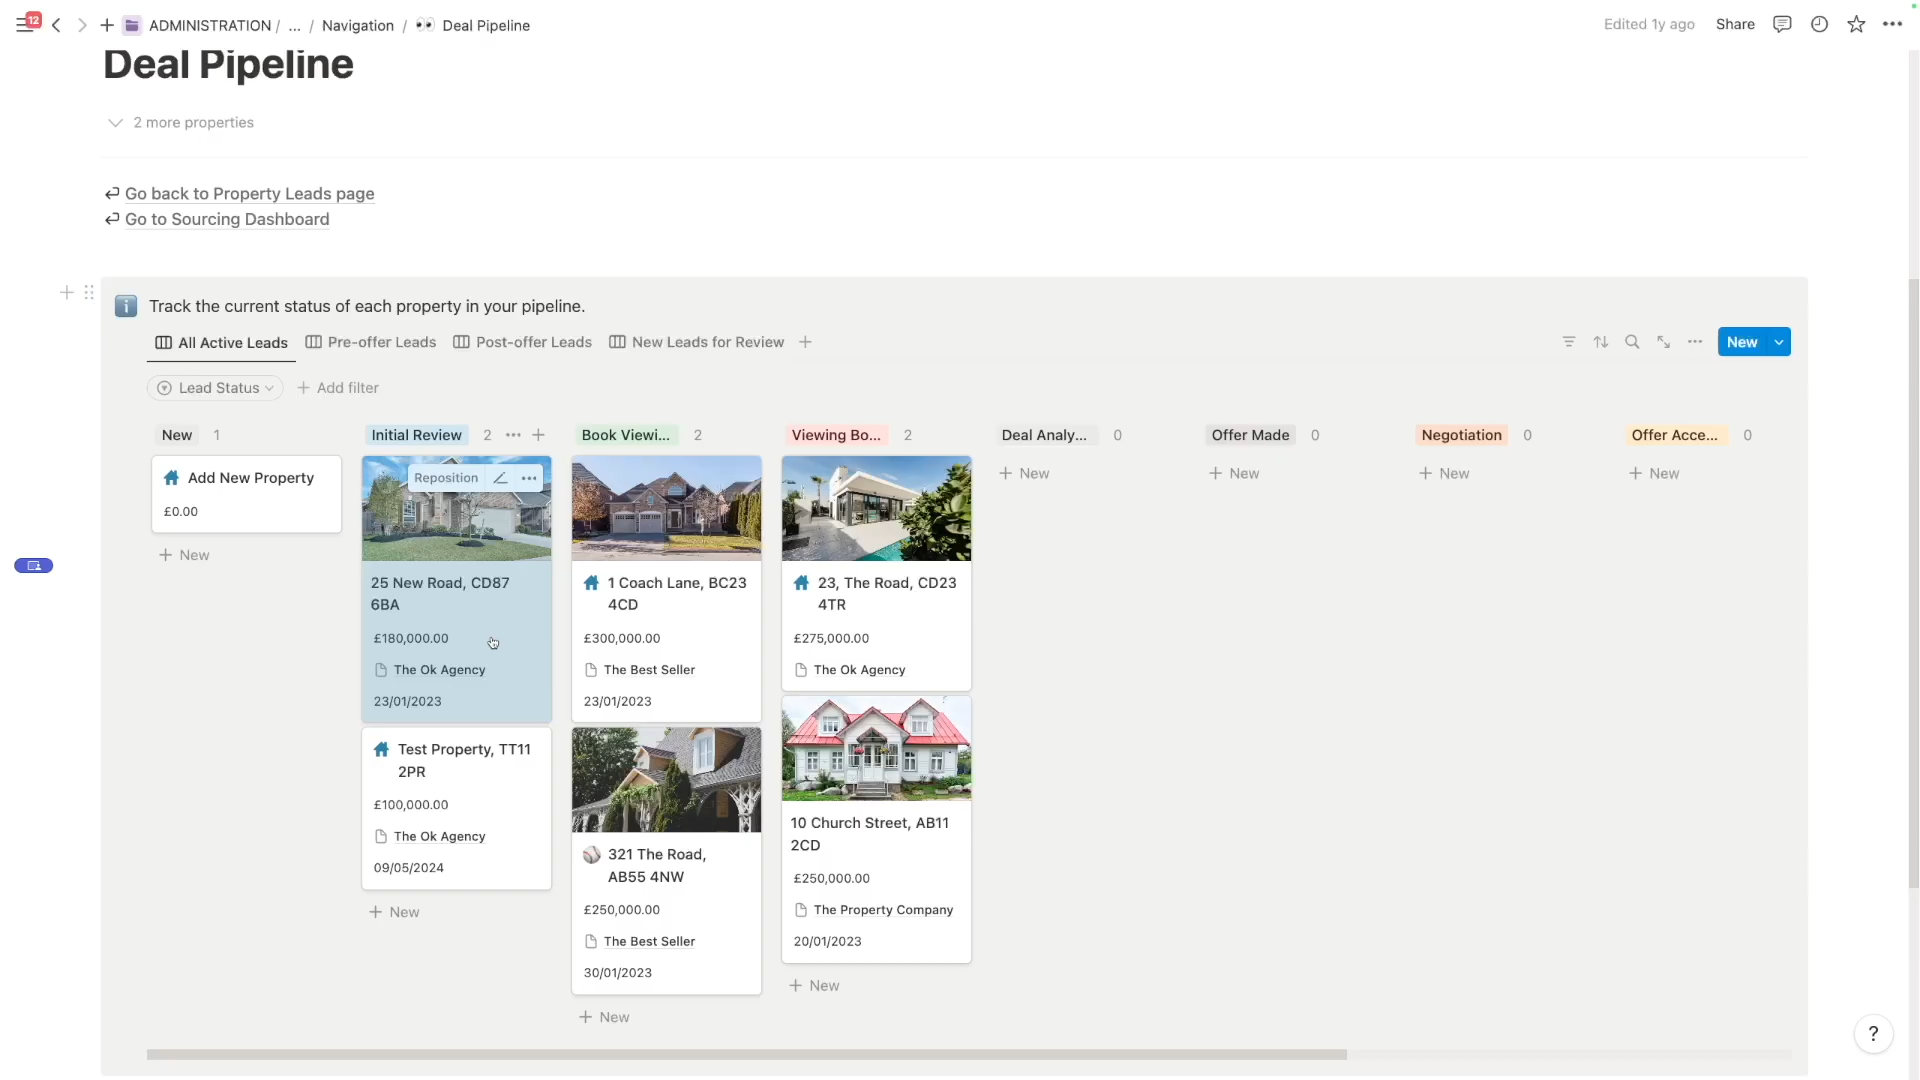 12
ADMINISTRATION / ... / Navigation / Deal Pipeline
Edited 1y ago
Share
Deal Pipeline
2 more properties
Go back to Property Leads page
Go to Sourcing Dashboard
Track the current status of each property in your pipeline.
All Active Leads
Pre-offer Leads
Post-offer Leads
New Leads for Review
New
Lead Status
Add filter
New 1
Initial Review 2
Book Viewi... 2
Viewing Bo... 2
Deal Analy... 0
Offer Made 0
Negotiation 0
Offer Acce... 0
Add New Property
£0.00
New
Reposition
25 New Road, CD87
6BA
£180,000.00
The Ok Agency
23/01/2023
Test Property, TT11
2PR
£100,000.00
The Ok Agency
09/05/2024
New
1 Coach Lane, BC23
4CD
£300,000.00
The Best Seller
23/01/2023
321 The Road,
AB55 4NW
£250,000.00
The Best Seller
30/01/2023
New
23, The Road, CD23
4TR
£275,000.00
The Ok Agency
10 Church Street, AB11
2CD
£250,000.00
The Property Company
20/01/2023
New
New
New
New
New
?